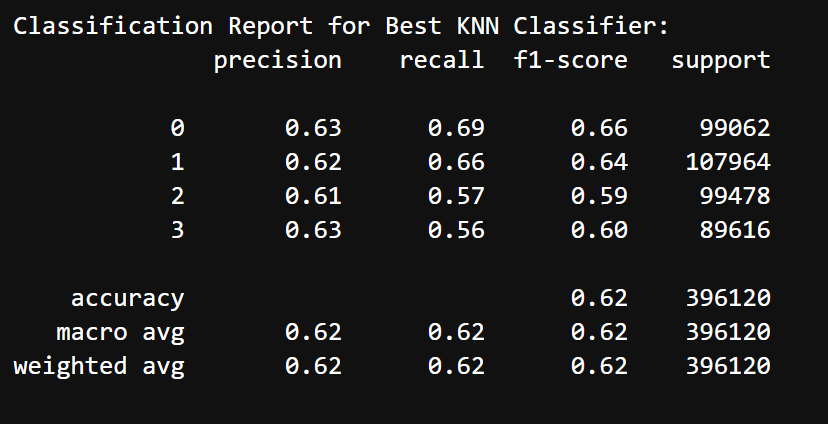 Classification Report for Best KNN Classifier:
precision recall f1-score support
0 0.63 0.69 0.66 99062
1 0.62 0.66 0.64 107964
2 0.61 0.57 0.59 99478
3 0.63 0.56 0.60 89616
accuracy 0.62 396120
macro avg 0.62 0.62 0.62 396120
weighted avg 0.62 0.62 0.62 396120